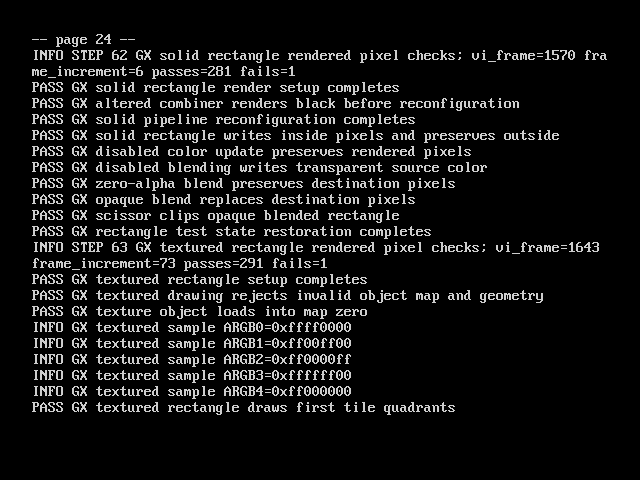 -- page 24 --
INFO STEP 62 GX solid rectangle rendered pixel checks; vi_frame=1570 fra
me_increment=6 passes=281 fails=1
PASS GX solid rectangle render setup completes
PASS GX altered combiner renders black before reconfiguration
PASS GX solid pipeline reconfiguration completes
PASS GX solid rectangle writes inside pixels and preserves outside
PASS GX disabled color update preserves rendered pixels
PASS GX disabled blending writes transparent source color
PASS GX zero-alpha blend preserves destination pixels
PASS GX opaque blend replaces destination pixels
PASS GX scissor clips opaque blended rectangle
PASS GX rectangle test state restoration completes
INFO STEP 63 GX textured rectangle rendered pixel checks; vi_frame=1643
frame_increment=73 passes=291 fails=1
PASS GX textured rectangle setup completes
PASS GX textured drawing rejects invalid object map and geometry
PASS GX texture object loads into map zero
INFO GX textured sample ARGB0=0xffff0000
INFO GX textured sample ARGB1=0xff00ff00
INFO GX textured sample ARGB2=0xff0000ff
INFO GX textured sample ARGB3=0xffffff00
INFO GX textured sample ARGB4=0xff000000
PASS GX textured rectangle draws first tile quadrants